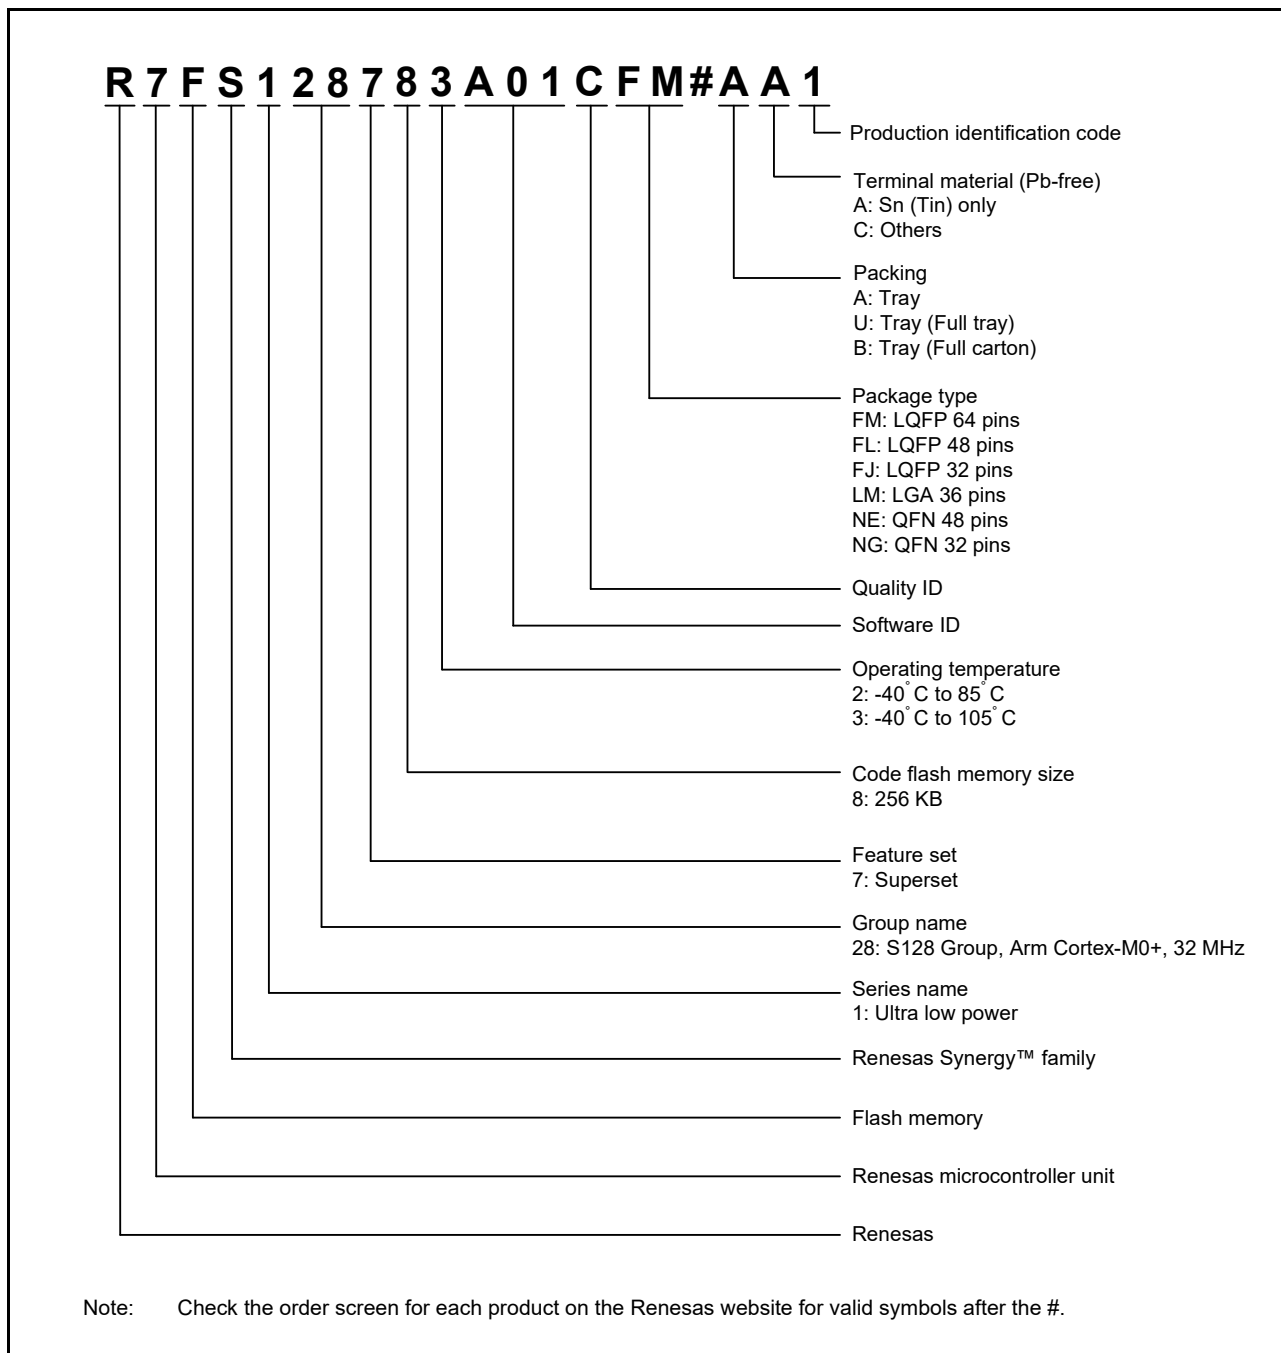 R7FS128783A01CFM#AA1
Production identification code
Terminal material (Pb-free)
A: Sn (Tin) only
C: Others
Packing
A: Tray
U: Tray (Full tray)
B: Tray (Full carton)
Package type
FM: LQFP 64 pins
FL: LQFP 48 pins
FJ: LQFP 32 pins
LM: LGA 36 pins
NE: QFN 48 pins
NG: QFN 32 pins
Quality ID
Software ID
Operating temperature
2: -40°C to 85°C
3: -40°C to 105°C
Code flash memory size
8: 256 KB
Feature set
7: Superset
Group name
28: S128 Group, Arm Cortex-M0+, 32 MHz
Series name
1: Ultra low power
Renesas Synergy™ family
Flash memory
Renesas microcontroller unit
Renesas
Note: Check the order screen for each product on the Renesas website for valid symbols after the #.